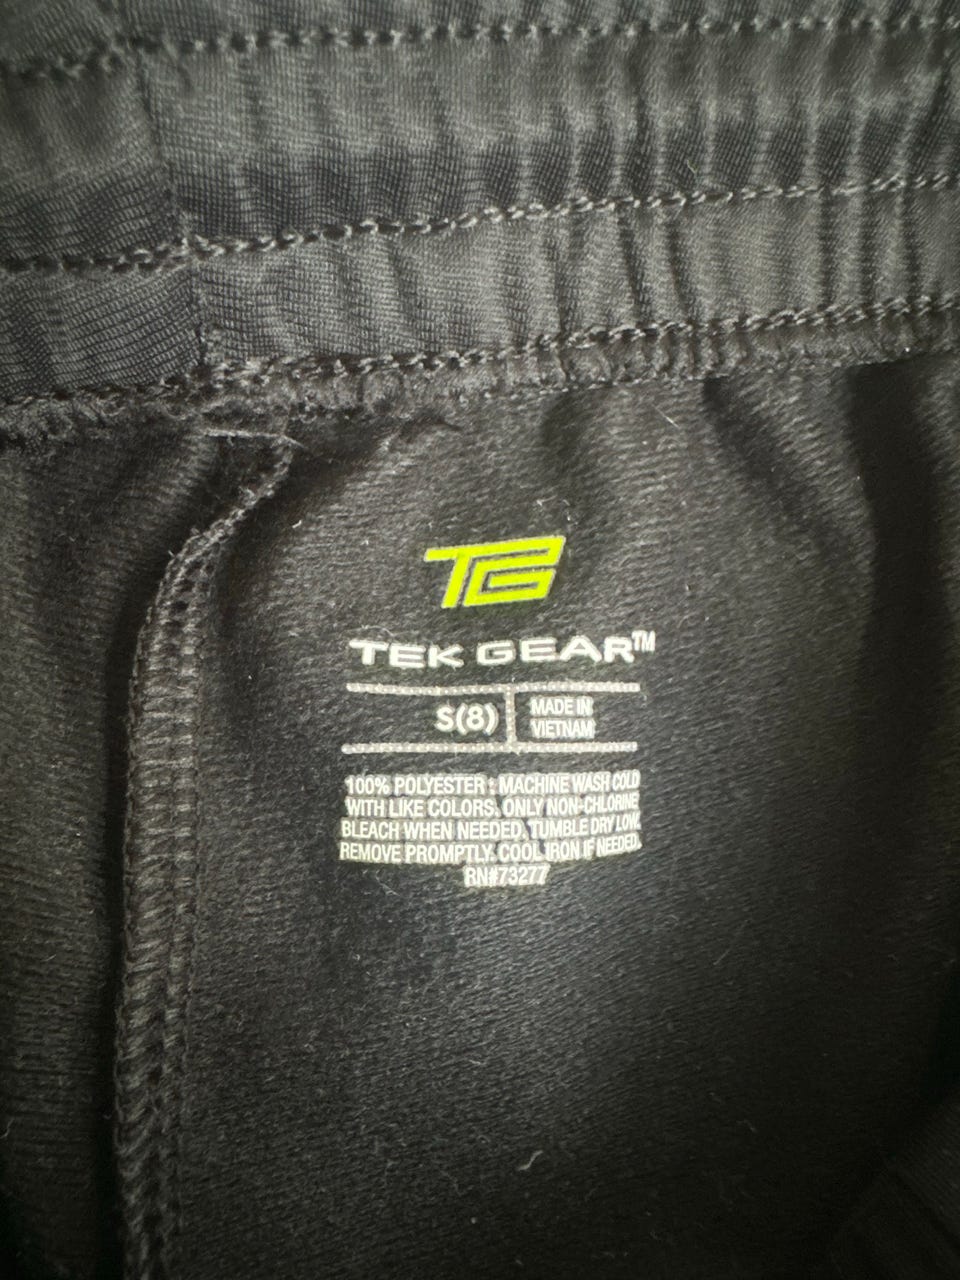 TG
TEK GEAR™
S(8)
MADE IN
VIETNAM
100% POLYESTER; MACHINE WASH COLD
WITH LIKE COLORS. ONLY NON-CHLORINE
BLEACH WHEN NEEDED. TUMBLE DRY LOW.
REMOVE PROMPTLY. COOL IRON IF NEEDED.
RN#73277